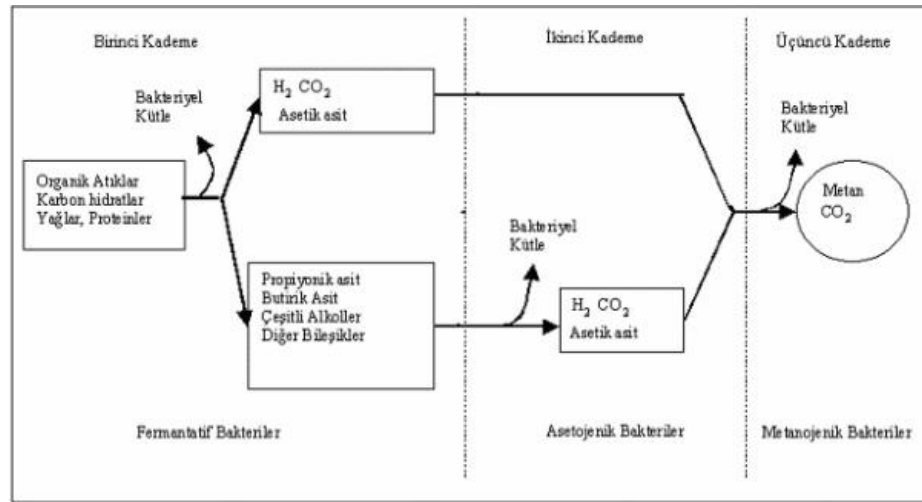 Birinci Kademe
İkinci Kademe
Üçüncü Kademe
Bakteriyel
Kütle
H₂ CO₂
Asetik asit
Bakteriyel
Kütle
Organik Atıklar
Karbon hidratlar
Yağlar, Proteinler
Metan
CO₂
Bakteriyel
Kütle
Propiyonik asit
Butirik Asit
Çeşitli Alkoller
Diğer Bileşikler
H₂ CO₂
Asetik asit
Fermantatif Bakteriler
Asetojenik Bakteriler
Metanojenik Bakteriler